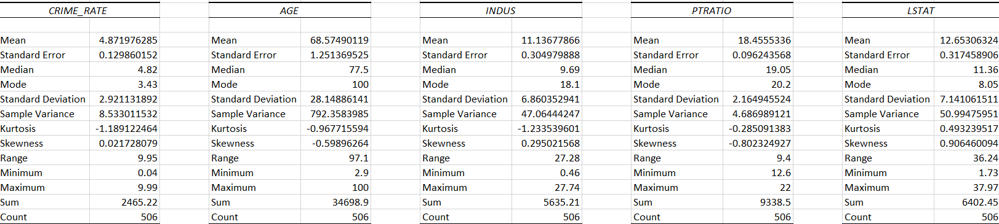 CRIME_RATE AGE INDUS PTRATIO LSTAT
Mean 4.871976285 Mean 68.57490119 Mean 11.13677866 Mean 18.4555336 Mean 12.65306324
Standard Error 0.129860152 Standard Error 1.251369525 Standard Error 0.304979888 Standard Error 0.096243568 Standard Error 0.317458906
Median 4.82 Median 77.5 Median 9.69 Median 19.05 Median 11.36
Mode 3.43 Mode 100 Mode 18.1 Mode 20.2 Mode 8.05
Standard Deviation 2.921131892 Standard Deviation 28.14886141 Standard Deviation 6.860352941 Standard Deviation 2.164945524 Standard Deviation 7.141061511
Sample Variance 8.533011532 Sample Variance 792.3583985 Sample Variance 47.06444247 Sample Variance 4.686989121 Sample Variance 50.99475951
Kurtosis -1.189122464 Kurtosis -0.967715594 Kurtosis -1.233539601 Kurtosis -0.285091383 Kurtosis 0.493239517
Skewness 0.021728079 Skewness -0.59896264 Skewness 0.295021568 Skewness -0.802324927 Skewness 0.906460094
Range 9.95 Range 97.1 Range 27.28 Range 9.4 Range 36.24
Minimum 0.04 Minimum 2.9 Minimum 0.46 Minimum 12.6 Minimum 1.73
Maximum 9.99 Maximum 100 Maximum 27.74 Maximum 22 Maximum 37.97
Sum 2465.22 Sum 34698.9 Sum 5635.21 Sum 9338.5 Sum 6402.45
Count 506 Count 506 Count 506 Count 506 Count 506